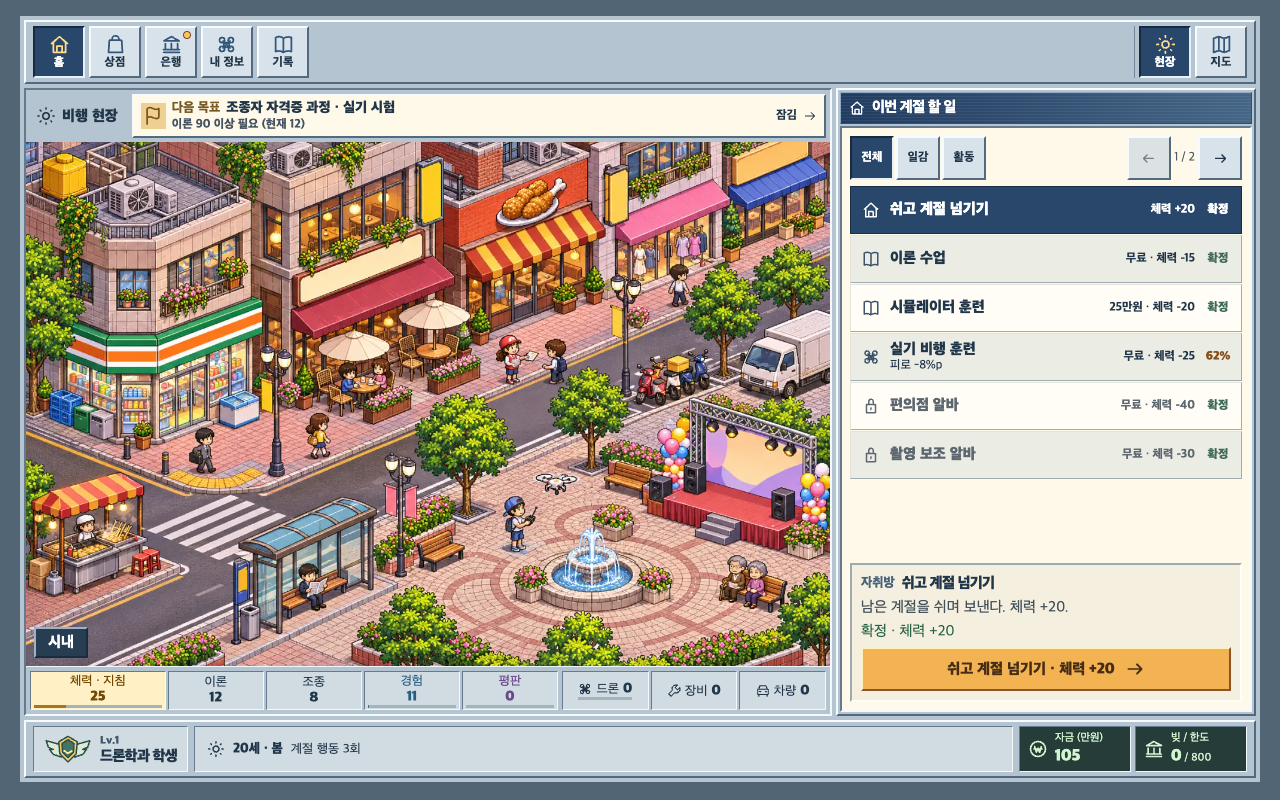 홈
상점
은행
내 정보
기록
현장
지도
비행 현장
다음 목표 조종자 자격증 과정 · 실기 시험
이론 90 이상 필요 (현재 12)
잠김 →
이번 계절 할 일
전체
일감
활동
←
1 / 2
→
쉬고 계절 넘기기 체력 +20 확정
이론 수업 무료 · 체력 -15 확정
시뮬레이터 훈련 25만원 · 체력 -20 확정
실기 비행 훈련 무료 · 체력 -25 62%
피로 -8%p
편의점 알바 무료 · 체력 -40 확정
촬영 보조 알바 무료 · 체력 -30 확정
자취방 쉬고 계절 넘기기
남은 계절을 쉬며 보낸다. 체력 +20.
확정 · 체력 +20
쉬고 계절 넘기기 · 체력 +20 →
시내
체력 · 지침
25
이론
12
조종
8
경험
11
평판
0
드론 0
장비 0
차량 0
Lv.1
드론학과 학생
20세 · 봄 계절 행동 3회
자금 (만원)
105
빚 / 한도
0 / 800